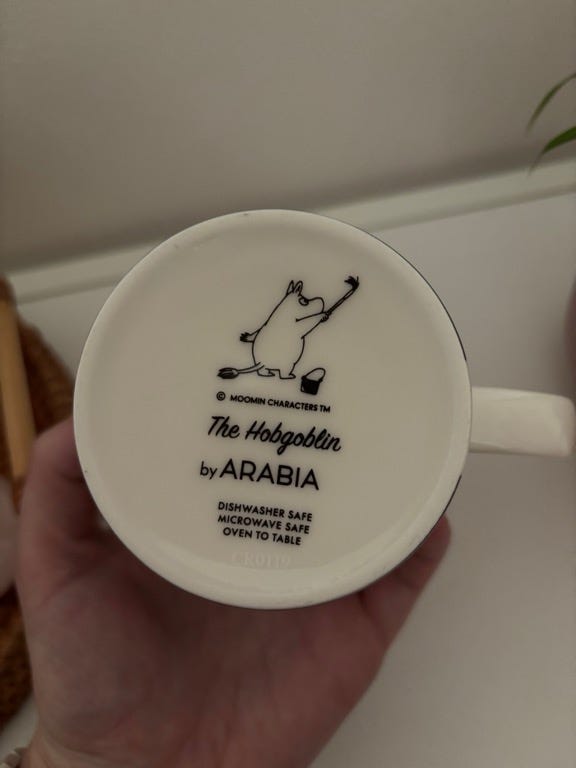 © MOOMIN CHARACTERS TM
The Hobgoblin
by ARABIA
DISHWASHER SAFE
MICROWAVE SAFE
OVEN TO TABLE